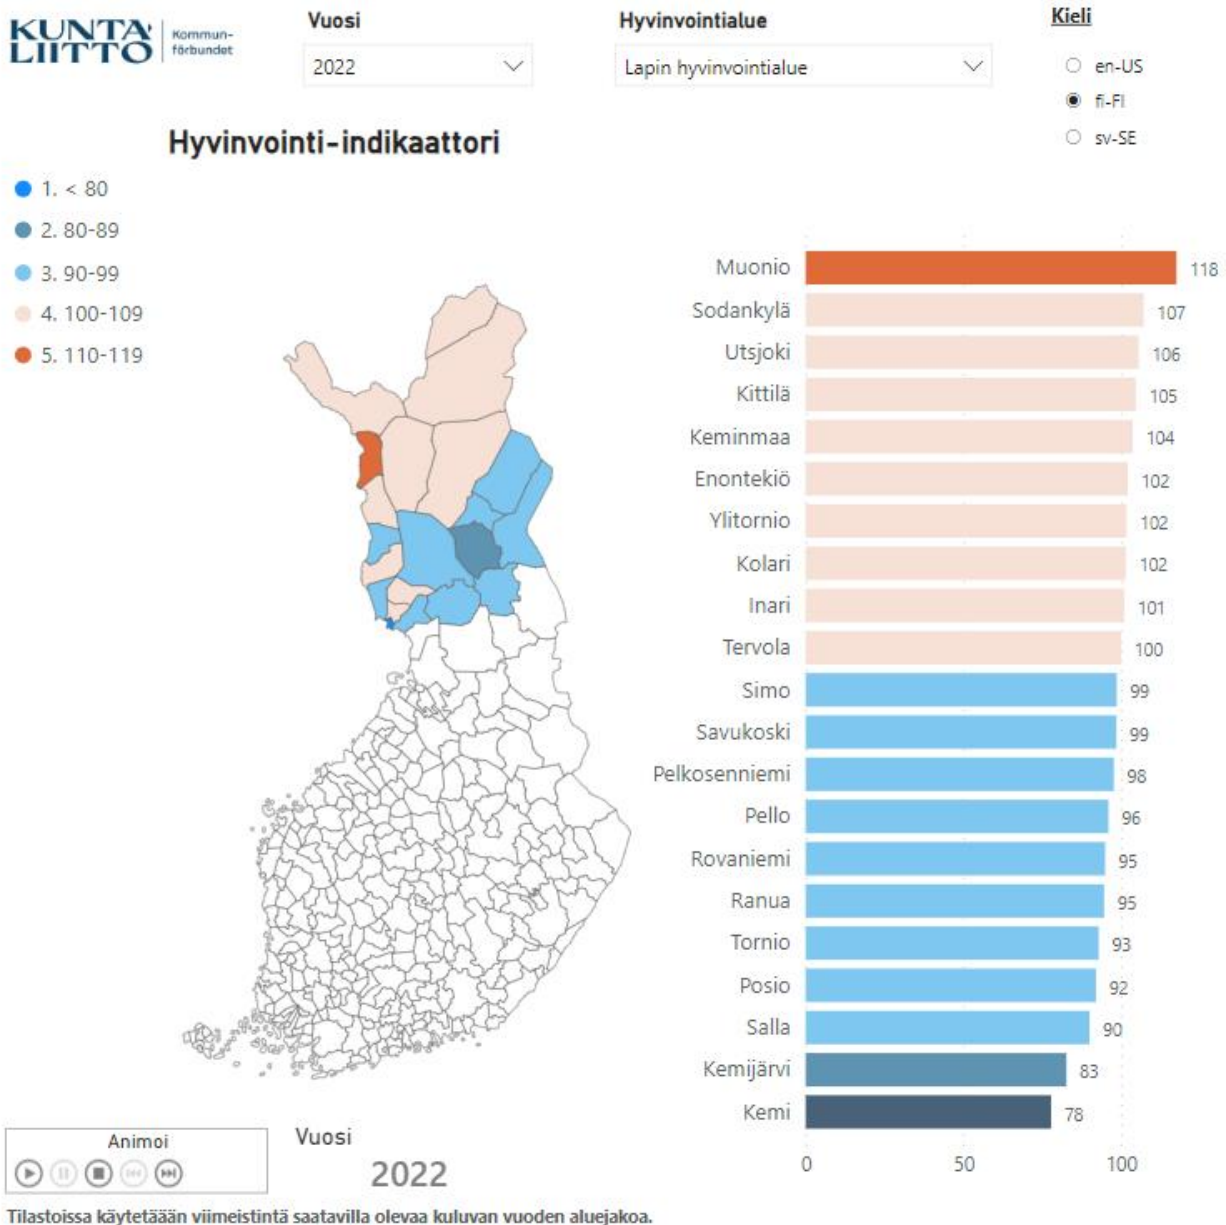 KUNTA
LIITTO
Kommun-
förbundet
Vuosi
2022
Hyvinvointialue
Lapin hyvinvointialue
Kieli
en-US
fi-FI
sv-SE
Hyvinvointi-indikaattori
1. < 80
2. 80-89
3. 90-99
4. 100-109
5. 110-119
Muonio 118
Sodankylä 107
Utsjoki 106
Kittilä 105
Keminmaa 104
Enontekiö 102
Ylitornio 102
Kolari 102
Inari 101
Tervola 100
Simo 99
Savukoski 99
Pelkosenniemi 98
Pello 96
Rovaniemi 95
Ranua 95
Tornio 93
Posio 92
Salla 90
Kemijärvi 83
Kemi 78
0 50 100
Animoi
Vuosi
2022
Tilastoissa käytetäään viimeistintä saatavilla olevaa kuluvan vuoden aluejakoa.